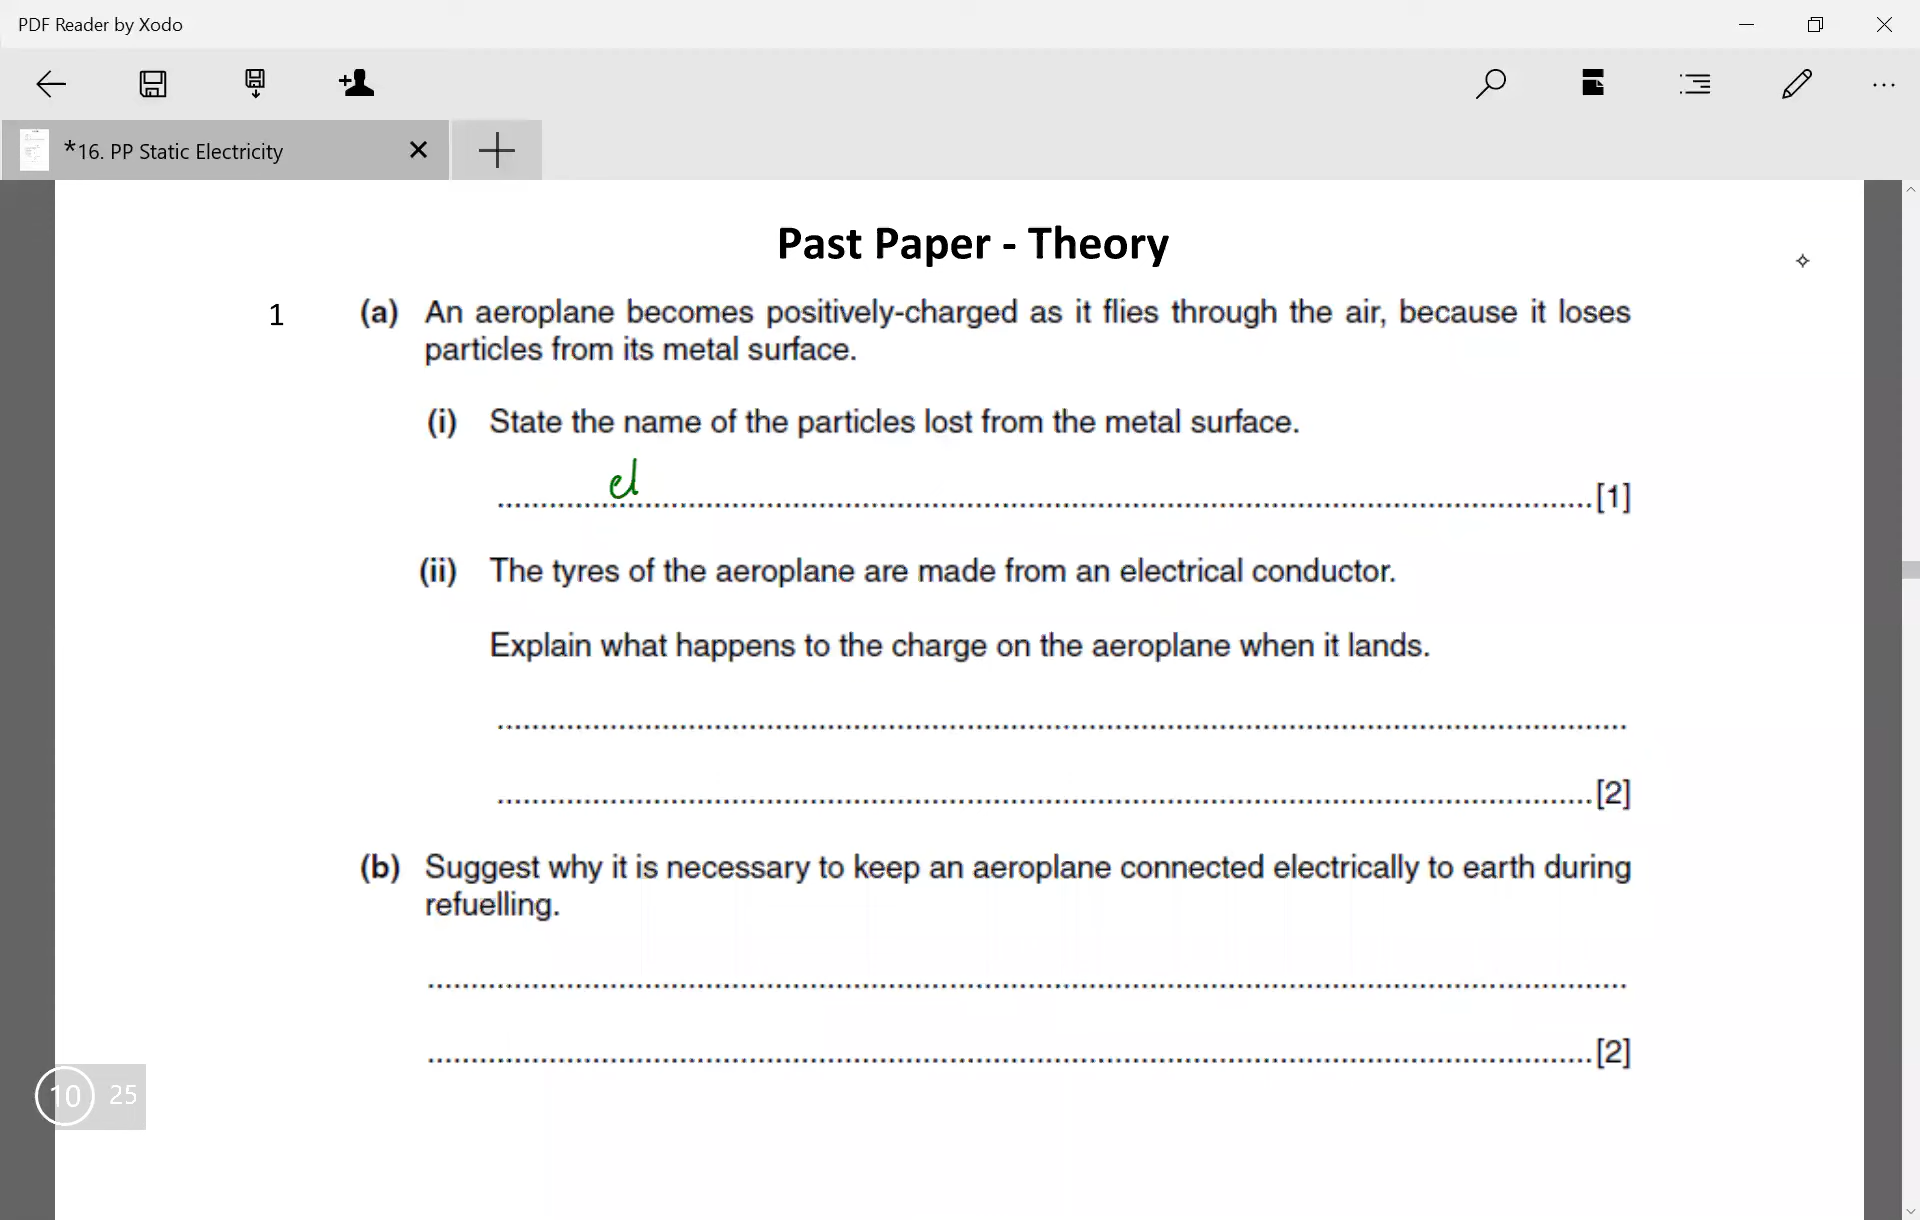 PDF Reader by Xodo
*16. PP Static Electricity
Past Paper - Theory
1 (a) An aeroplane becomes positively-charged as it flies through the air, because it loses
particles from its metal surface.
(i) State the name of the particles lost from the metal surface.
el
........................................[1]
(ii) The tyres of the aeroplane are made from an electrical conductor.
Explain what happens to the charge on the aeroplane when it lands.
........................................
........................................[2]
(b) Suggest why it is necessary to keep an aeroplane connected electrically to earth during
refuelling.
........................................
........................................[2]
10 25